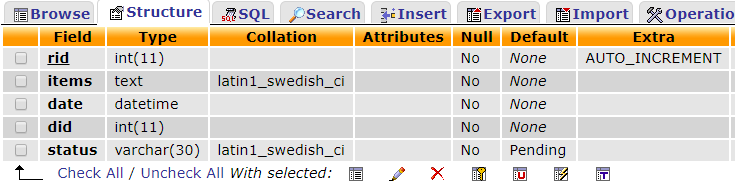 Browse Structure SQL Search Insert Export Import Operatio
Field Type Collation Attributes Null Default Extra
rid int(11) No None AUTO_INCREMENT
items text latin1_swedish_ci No None
date datetime No None
did int(11) No None
status varchar(30) latin1_swedish_ci No Pending
Check All / Uncheck All With selected: